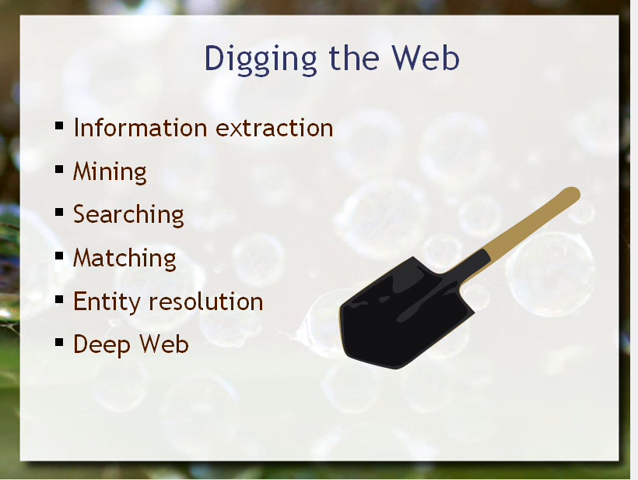 Digging the Web
Information extraction
Mining
Searching
Matching
Entity resolution
Deep Web